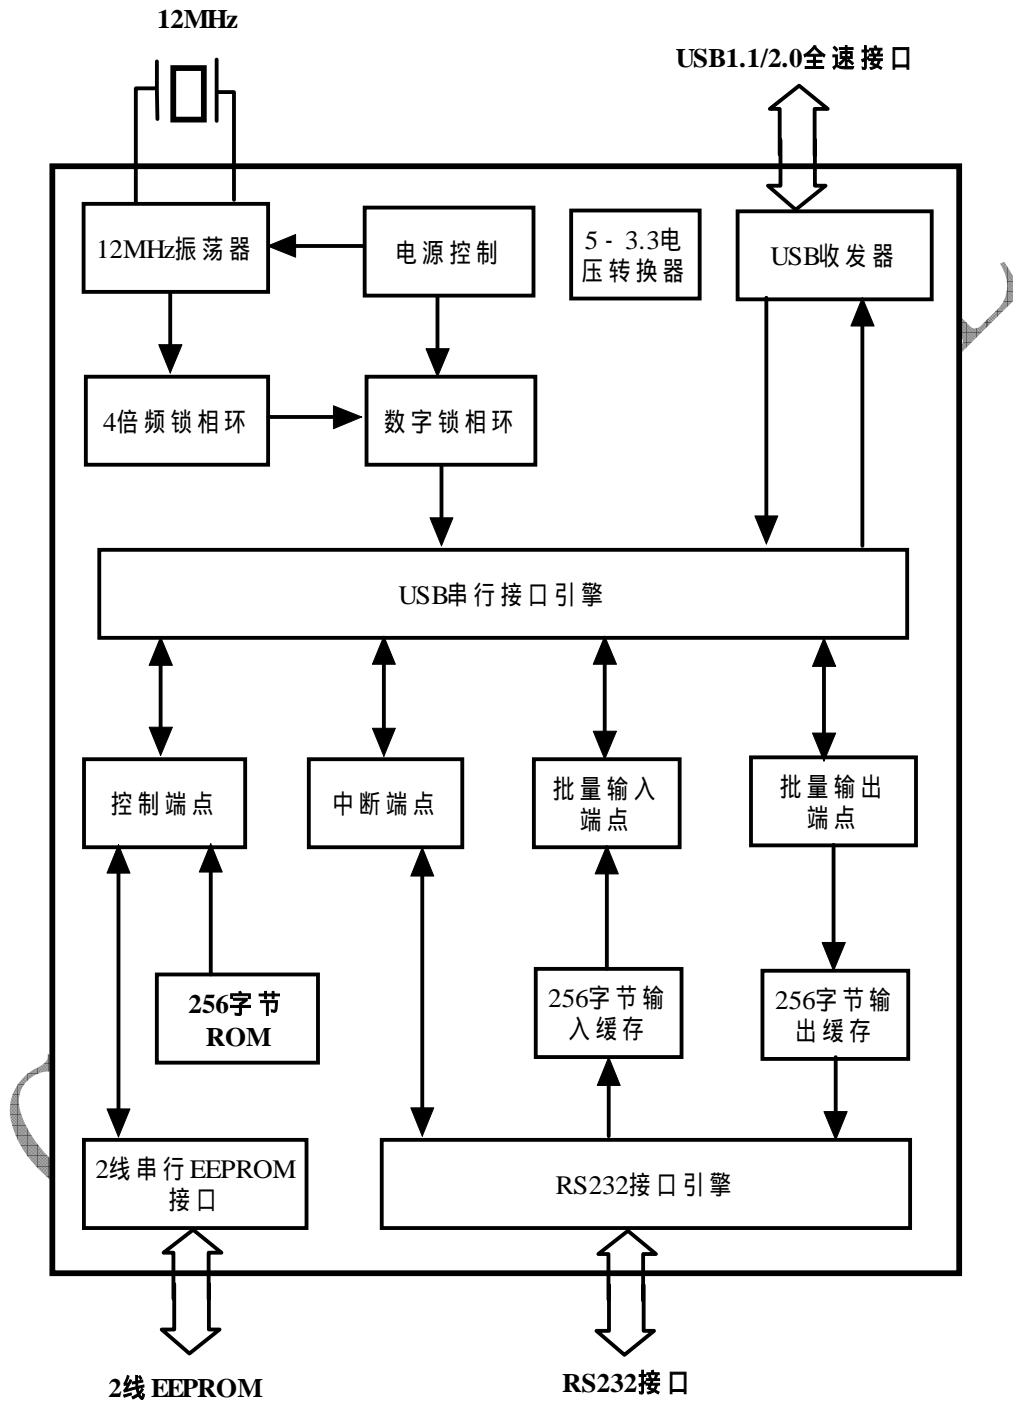 12MHz
USB1.1/2.0全速接口
12MHz振荡器
电源控制
5 - 3.3电
压转换器
USB收发器
4倍频锁相环
数字锁相环
USB串行接口引擎
控制端点
中断端点
批量输入
端点
批量输出
端点
256字节
ROM
256字节输
入缓存
256字节输
出缓存
2线串行EEPROM
接口
RS232接口引擎
2线 EEPROM
RS232接口